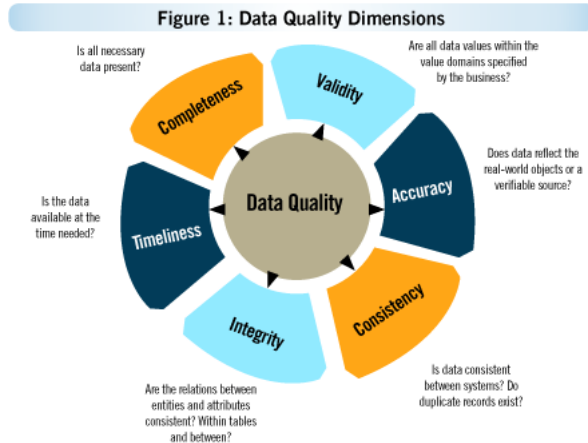 Figure 1: Data Quality Dimensions
Is all necessary
data present?
Completeness
Validity
Are all data values within the
value domains specified
by the business?
Is the data
available at the
time needed?
Timeliness
Data Quality
Accuracy
Does data reflect the
real-world objects or a
verifiable source?
Integrity
Consistency
Are the relations between
entities and attributes
consistent? Within tables
and between?
Is data consistent
between systems? Do
duplicate records exist?